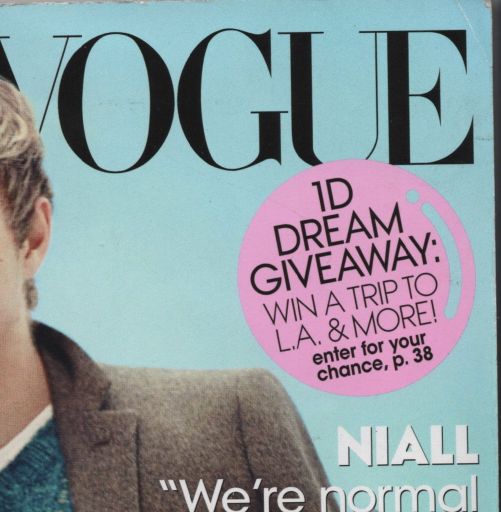 VOGUE
1D
DREAM
GIVEAWAY:
WIN A TRIP TO
L.A. & MORE!
enter for your
chance, p. 38
NIALL
"We're normal